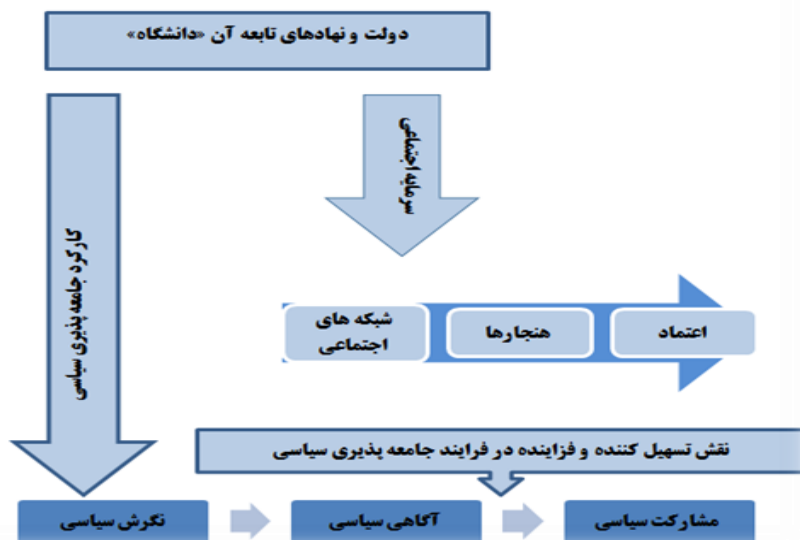 دولت و نهادهای تابعه آن «دانشگاه»
سرمایه اجتماعی
کارکرد جامعه پذیری سیاسی
اعتماد
هنجارها
شبکه های
اجتماعی
نقش تسهیل کننده و فزاینده در فرایند جامعه پذیری سیاسی
مشارکت سیاسی
آگاهی سیاسی
نگرش سیاسی